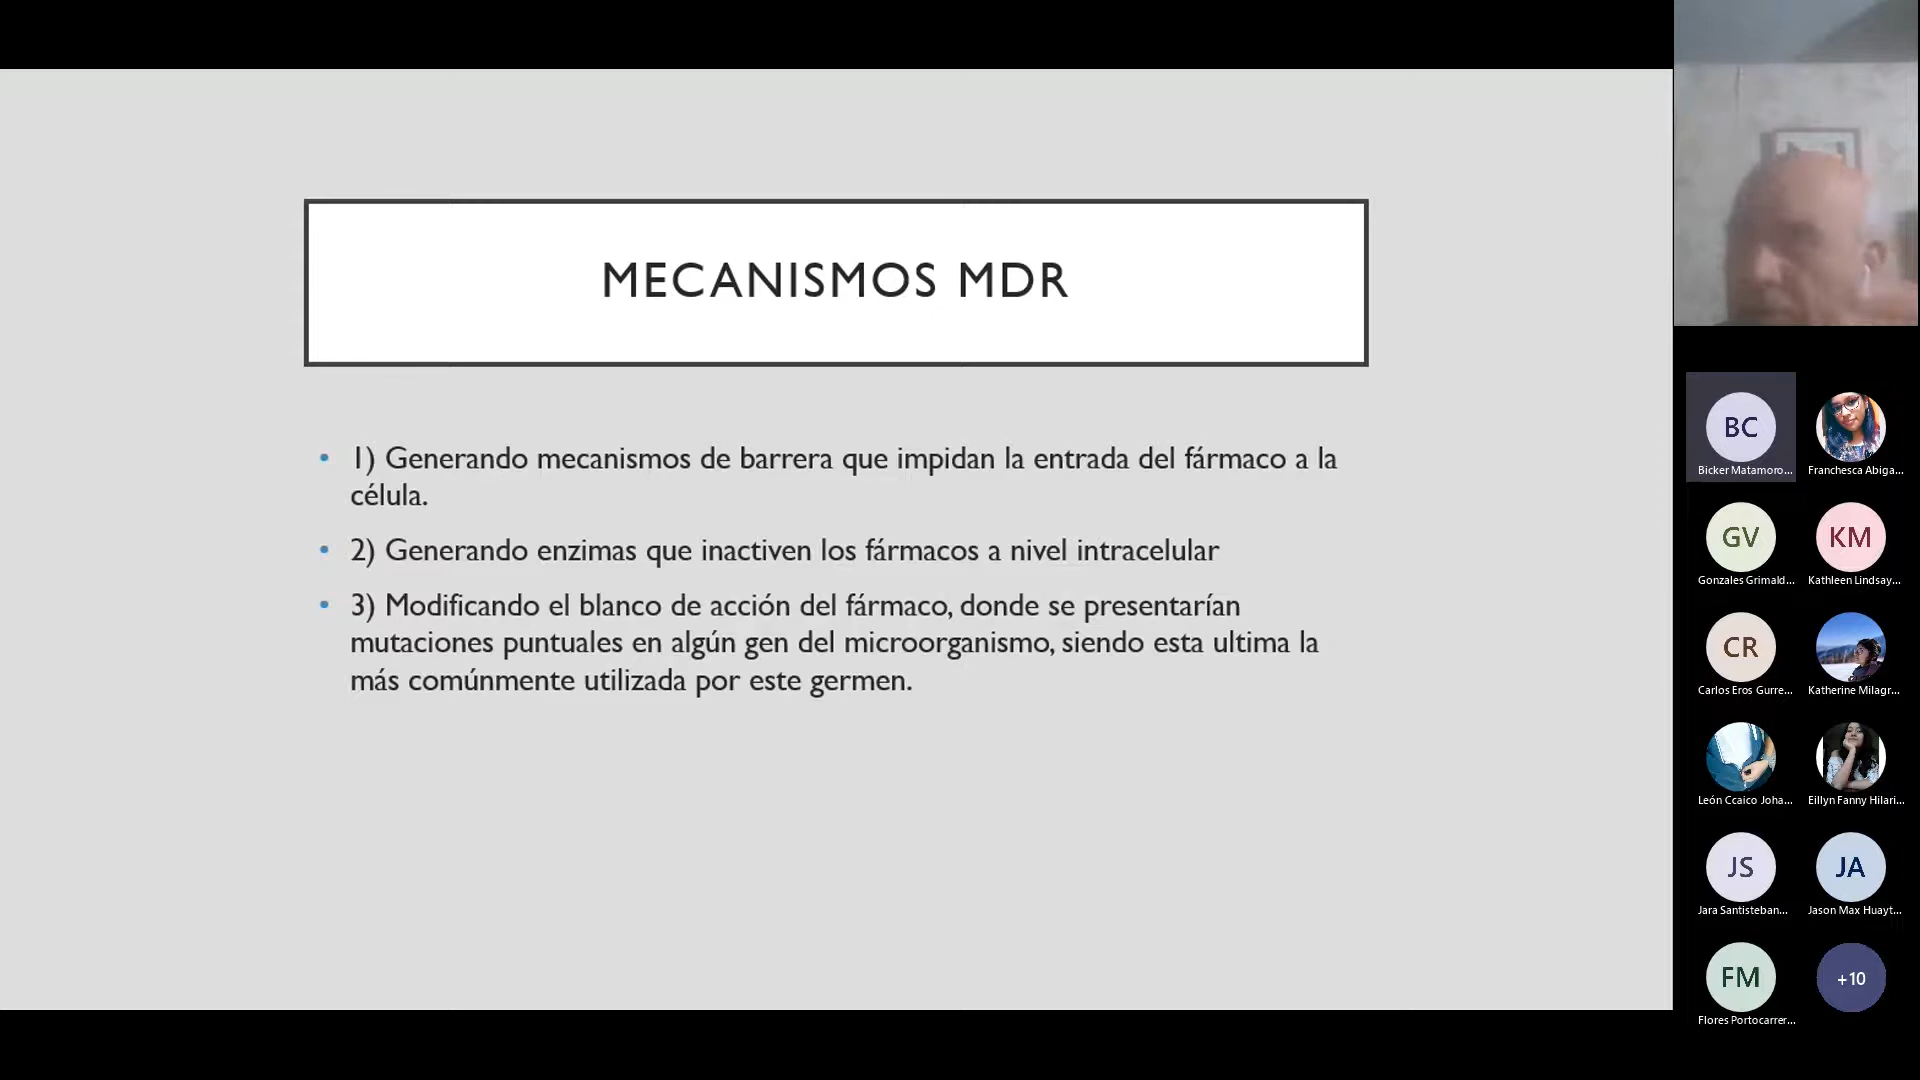 MECANISMOS MDR
• 1) Generando mecanismos de barrera que impidan la entrada del fármaco a la
célula.
• 2) Generando enzimas que inactiven los fármacos a nivel intracelular
• 3) Modificando el blanco de acción del fármaco, donde se presentarían
mutaciones puntuales en algún gen del microorganismo, siendo esta ultima la
más comúnmente utilizada por este germen.
BC
Bicker Matamoro...
Franchesca Abiga...
GV
KM
Gonzales Grimald...
Kathleen Lindsay...
CR
Carlos Eros Gurre...
Katherine Milagr...
León Ccaico Joha...
Eillyn Fanny Hilari...
JS
JA
Jara Santisteban...
Jason Max Huayt...
FM
+10
Flores Portocarrer...